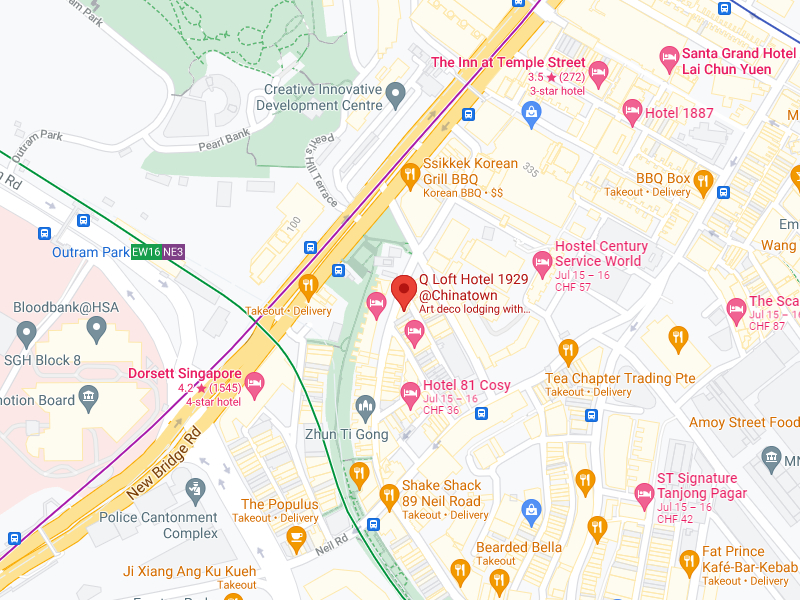 am Park
The Inn at Temple Street
3.5 ★ (272)
3-star hotel
Santa Grand Hotel
Lai Chun Yuen
Creative Innovative
Development Centre
Hotel 1887
Outram Park
Pearl Bank
Pearl's Hill Terrace
335
Ssikkek Korean
Grill BBQ
Korean BBQ • $$
BBQ Box
Takeout • Delivery
n Rd
100
Em
Wang
Outram Park
EW16 NE3
Hostel Century
Service World
Jul 15 – 16
CHF 57
Q Loft Hotel 1929
@Chinatown
Art deco lodging with...
Takeout • Delivery
Bloodbank@HSA
The Sca
Jul 15 – 1
CHF 87
SGH Block 8
Dorsett Singapore
4.2 ★ (1545)
4-star hotel
Hotel 81 Cosy
Jul 15 – 16
CHF 36
Tea Chapter Trading Pte
Takeout • Delivery
motion Board
Zhun Ti Gong
Amoy Street Food
New Bridge Rd
MN
ST Signature
Tanjong Pagar
Jul 15 – 16
CHF 42
Shake Shack
89 Neil Road
Takeout • Delivery
The Populus
Takeout • Delivery
Police Cantonment
Complex
Neil Rd
Bearded Bella
Takeout
Fat Prince
Kafé-Bar-Kebab
Takeout • Delivery
Ji Xiang Ang Ku Kueh
Takeout